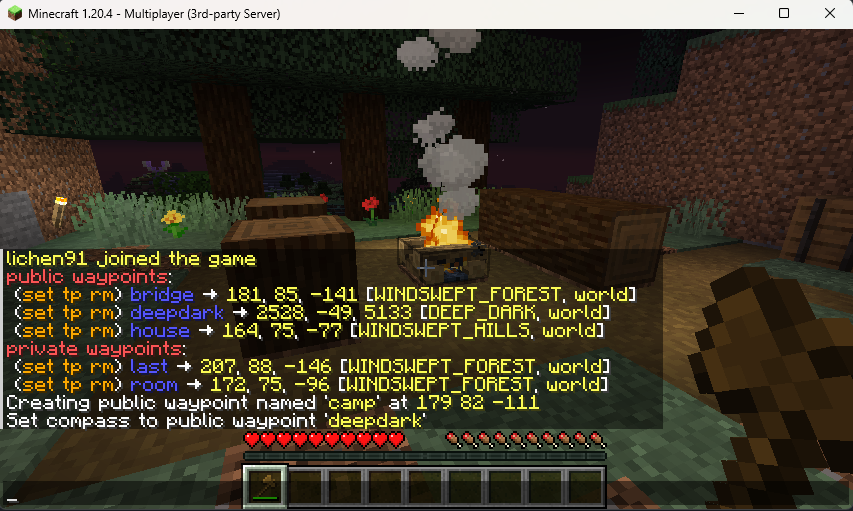 Minecraft 1.20.4 - Multiplayer (3rd-party Server)
lichen91 joined the game
public waypoints:
(set tp rm) bridge → 181, 85, -141 [WINDSWEPT_FOREST, world]
(set tp rm) deepdark → 2528, -49, 5133 [DEEP_DARK, world]
(set tp rm) house → 164, 75, -77 [WINDSWEPT_HILLS, world]
private waypoints:
(set tp rm) last → 207, 88, -146 [WINDSWEPT_FOREST, world]
(set tp rm) room → 172, 75, -96 [WINDSWEPT_FOREST, world]
Creating public waypoint named 'camp' at 179 82 -111
Set compass to public waypoint 'deepdark'
_